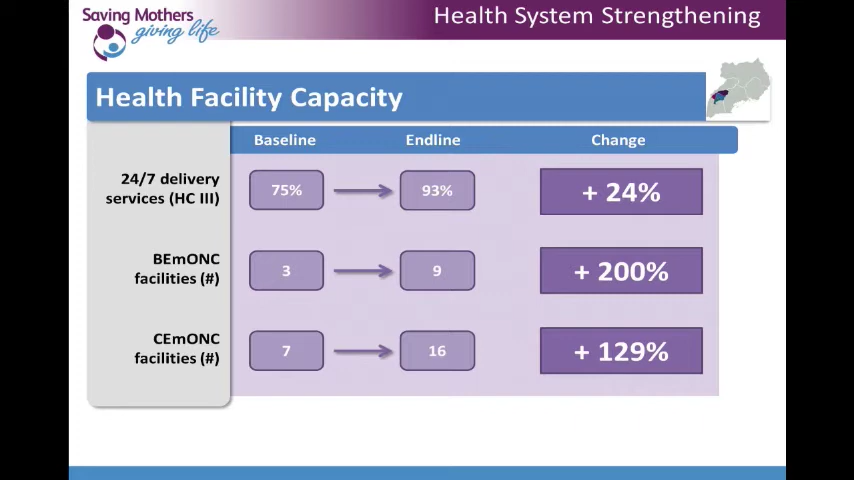 Saving Mothers
giving life
Health System Strengthening
Health Facility Capacity
Baseline Endline Change
24/7 delivery
services (HC III)
75% 93% + 24%
BEmONC
facilities (#)
3 9 + 200%
CEmONC
facilities (#)
7 16 + 129%